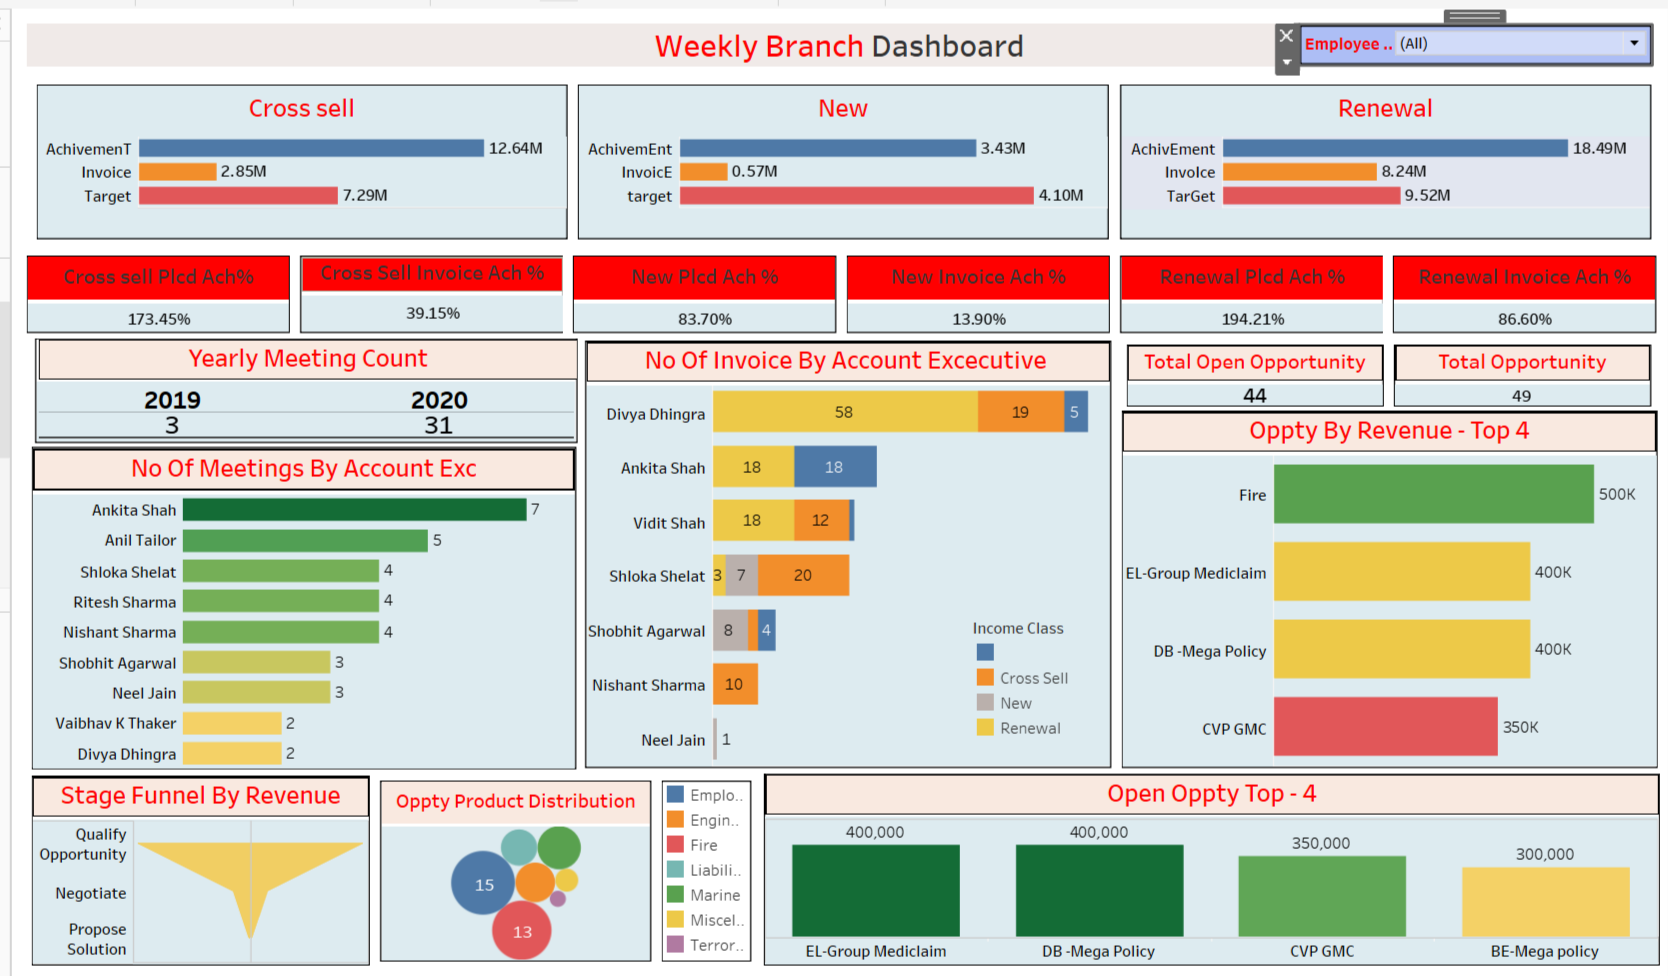 Weekly Branch Dashboard
Employee .. (All)
Cross sell
AchivemenT 12.64M
Invoice 2.85M
Target 7.29M
New
AchivemEnt 3.43M
InvoicE 0.57M
target 4.10M
Renewal
AchivEment 18.49M
InvoIce 8.24M
TarGet 9.52M
Cross sell Plcd Ach%
173.45%
Cross Sell Invoice Ach %
39.15%
New Plcd Ach %
83.70%
New Invoice Ach %
13.90%
Renewal Plcd Ach %
194.21%
Renewal Invoice Ach %
86.60%
Yearly Meeting Count
2019 2020
3 31
No Of Meetings By Account Exc
Ankita Shah 7
Anil Tailor 5
Shloka Shelat 4
Ritesh Sharma 4
Nishant Sharma 4
Shobhit Agarwal 3
Neel Jain 3
Vaibhav K Thaker 2
Divya Dhingra 2
No Of Invoice By Account Excecutive
Divya Dhingra 58 19 5
Ankita Shah 18 18
Vidit Shah 18 12
Shloka Shelat 3 7 20
Shobhit Agarwal 8 4
Nishant Sharma 10
Neel Jain 1
Income Class
Cross Sell
New
Renewal
Total Open Opportunity
44
Total Opportunity
49
Oppty By Revenue - Top 4
Fire 500K
EL-Group Mediclaim 400K
DB -Mega Policy 400K
CVP GMC 350K
Stage Funnel By Revenue
Qualify
Opportunity
Negotiate
Propose
Solution
Oppty Product Distribution
15
13
Emplo..
Engin..
Fire
Liabili..
Marine
Miscel..
Terror..
Open Oppty Top - 4
400,000 400,000 350,000 300,000
EL-Group Mediclaim DB -Mega Policy CVP GMC BE-Mega policy